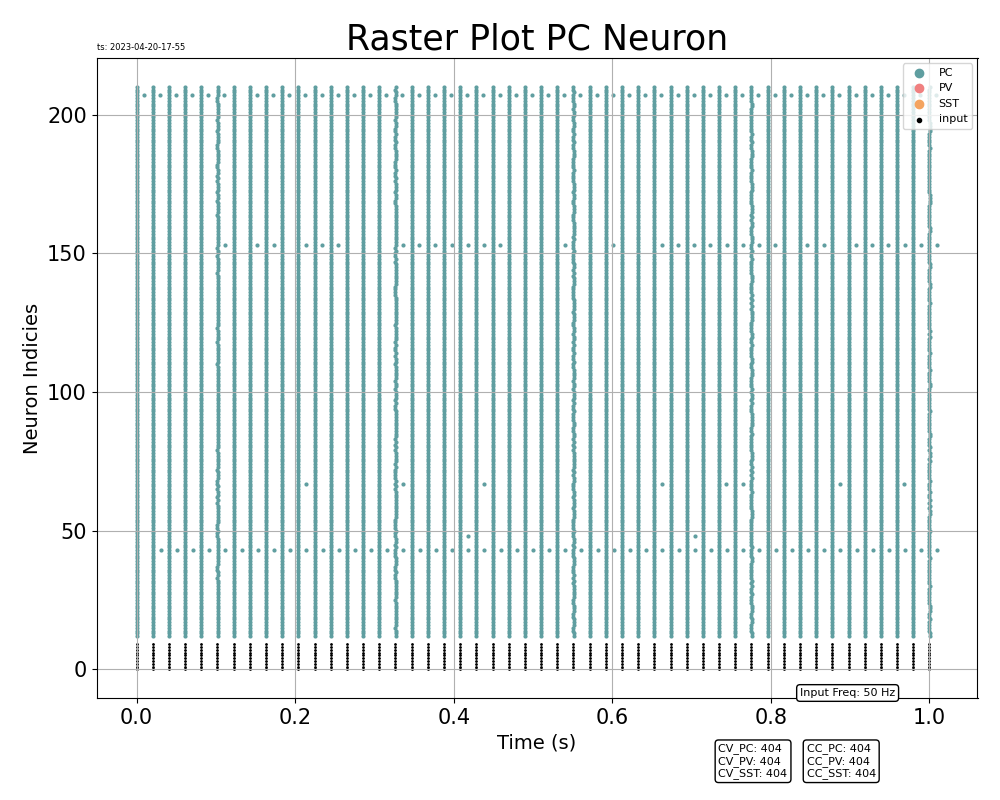 Raster Plot PC Neuron
ts: 2023-04-20-17-55
PC
PV
SST
input
200
150
100
50
0
Neuron Indicies
0.0 0.2 0.4 0.6 0.8 1.0
Input Freq: 50 Hz
Time (s)
CV_PC: 404
CV_PV: 404
CV_SST: 404
CC_PC: 404
CC_PV: 404
CC_SST: 404